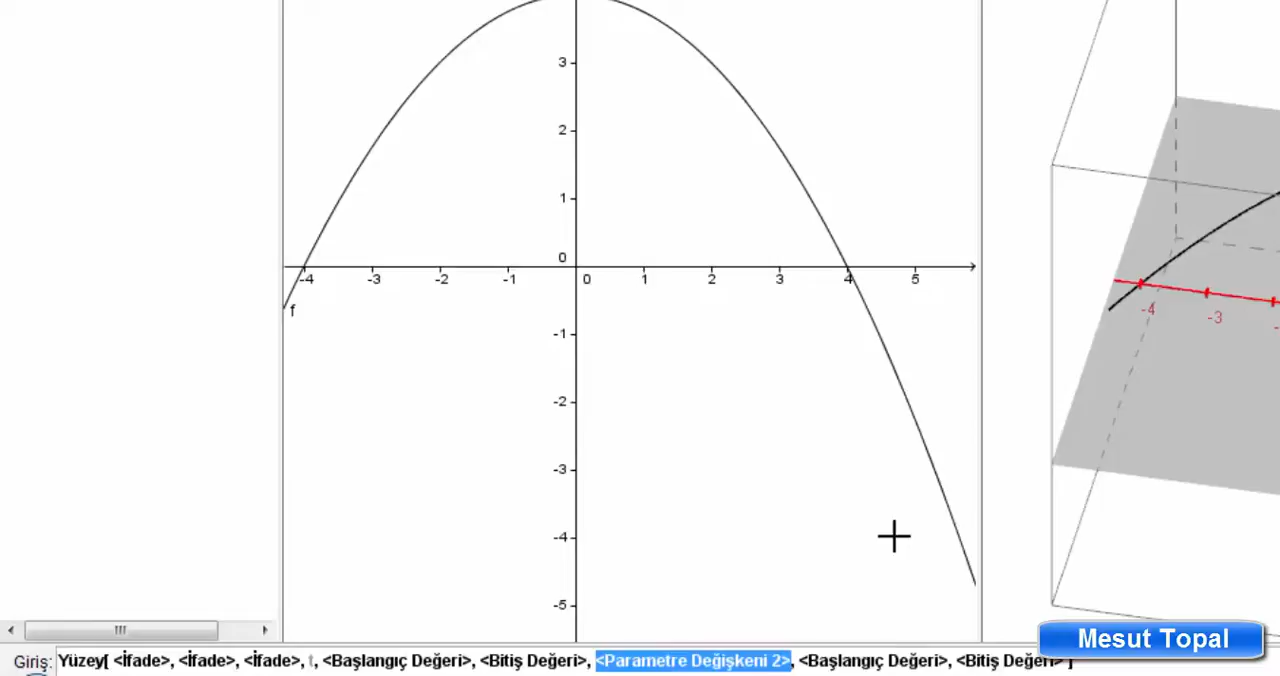 3
2
1
0
-4 -3 -2 -1 0 1 2 3 4 5
f
-1
-2
-3
-4
-5
-4
-3
Mesut Topal
Giriş: Yüzey[ <İfade>, <İfade>, <İfade>, t, <Başlangıç Değeri>, <Bitiş Değeri>, <Parametre Değişkeni 2>, <Başlangıç Değeri>, <Bitiş Değeri> ]